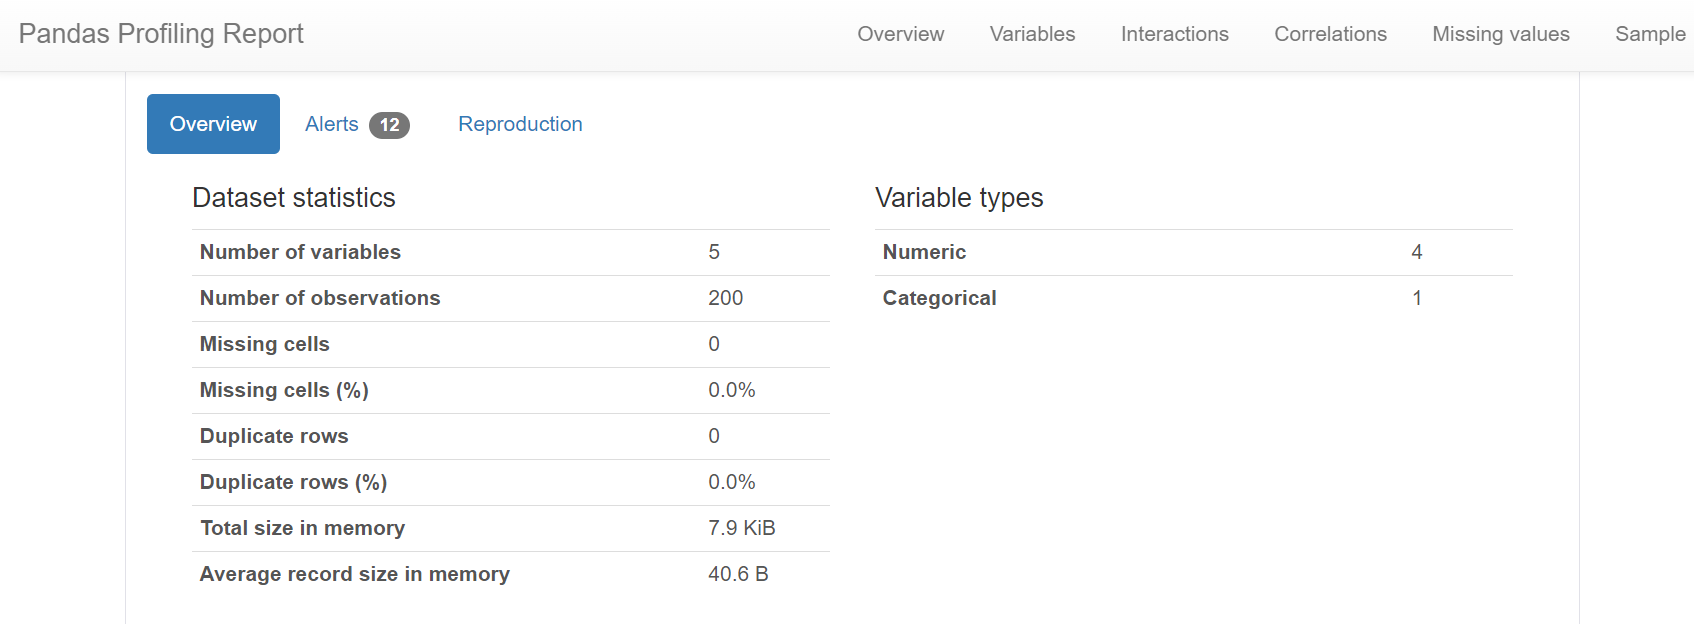 Pandas Profiling Report Overview Variables Interactions Correlations Missing values Sample
Overview Alerts 12 Reproduction
Dataset statistics
Number of variables 5
Number of observations 200
Missing cells 0
Missing cells (%) 0.0%
Duplicate rows 0
Duplicate rows (%) 0.0%
Total size in memory 7.9 KiB
Average record size in memory 40.6 B
Variable types
Numeric 4
Categorical 1